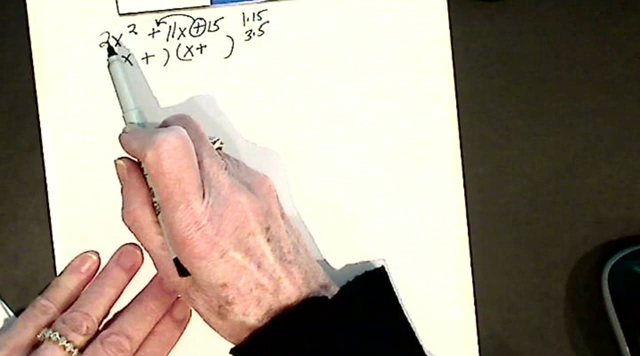 2x² + 11x + 15 1·15
x + ) (x + ) 3·5